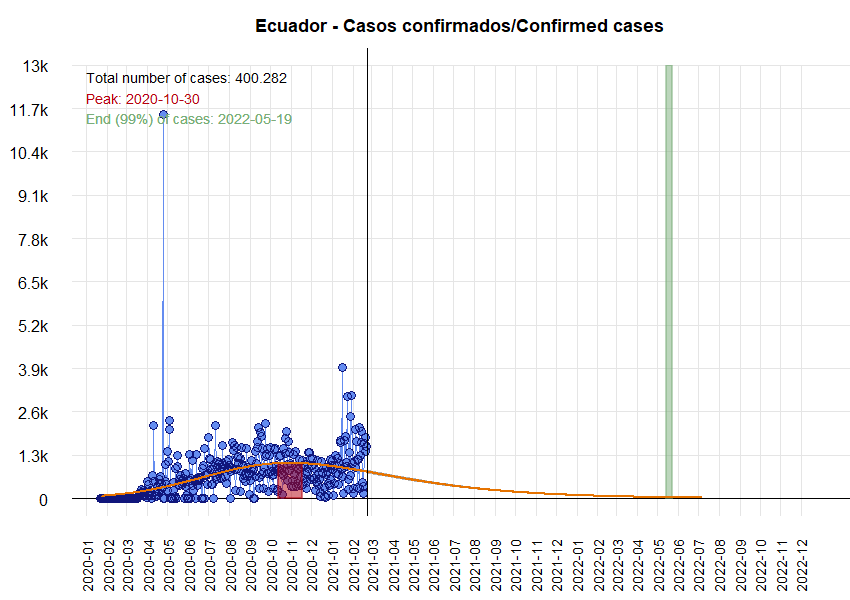 Ecuador - Casos confirmados/Confirmed cases
Total number of cases: 400.282
Peak: 2020-10-30
End (99%) of cases: 2022-05-19
13k
11.7k
10.4k
9.1k
7.8k
6.5k
5.2k
3.9k
2.6k
1.3k
0
2020-01
2020-02
2020-03
2020-04
2020-05
2020-06
2020-07
2020-08
2020-09
2020-10
2020-11
2020-12
2021-01
2021-02
2021-03
2021-04
2021-05
2021-06
2021-07
2021-08
2021-09
2021-10
2021-11
2021-12
2022-01
2022-02
2022-03
2022-04
2022-05
2022-06
2022-07
2022-08
2022-09
2022-10
2022-11
2022-12